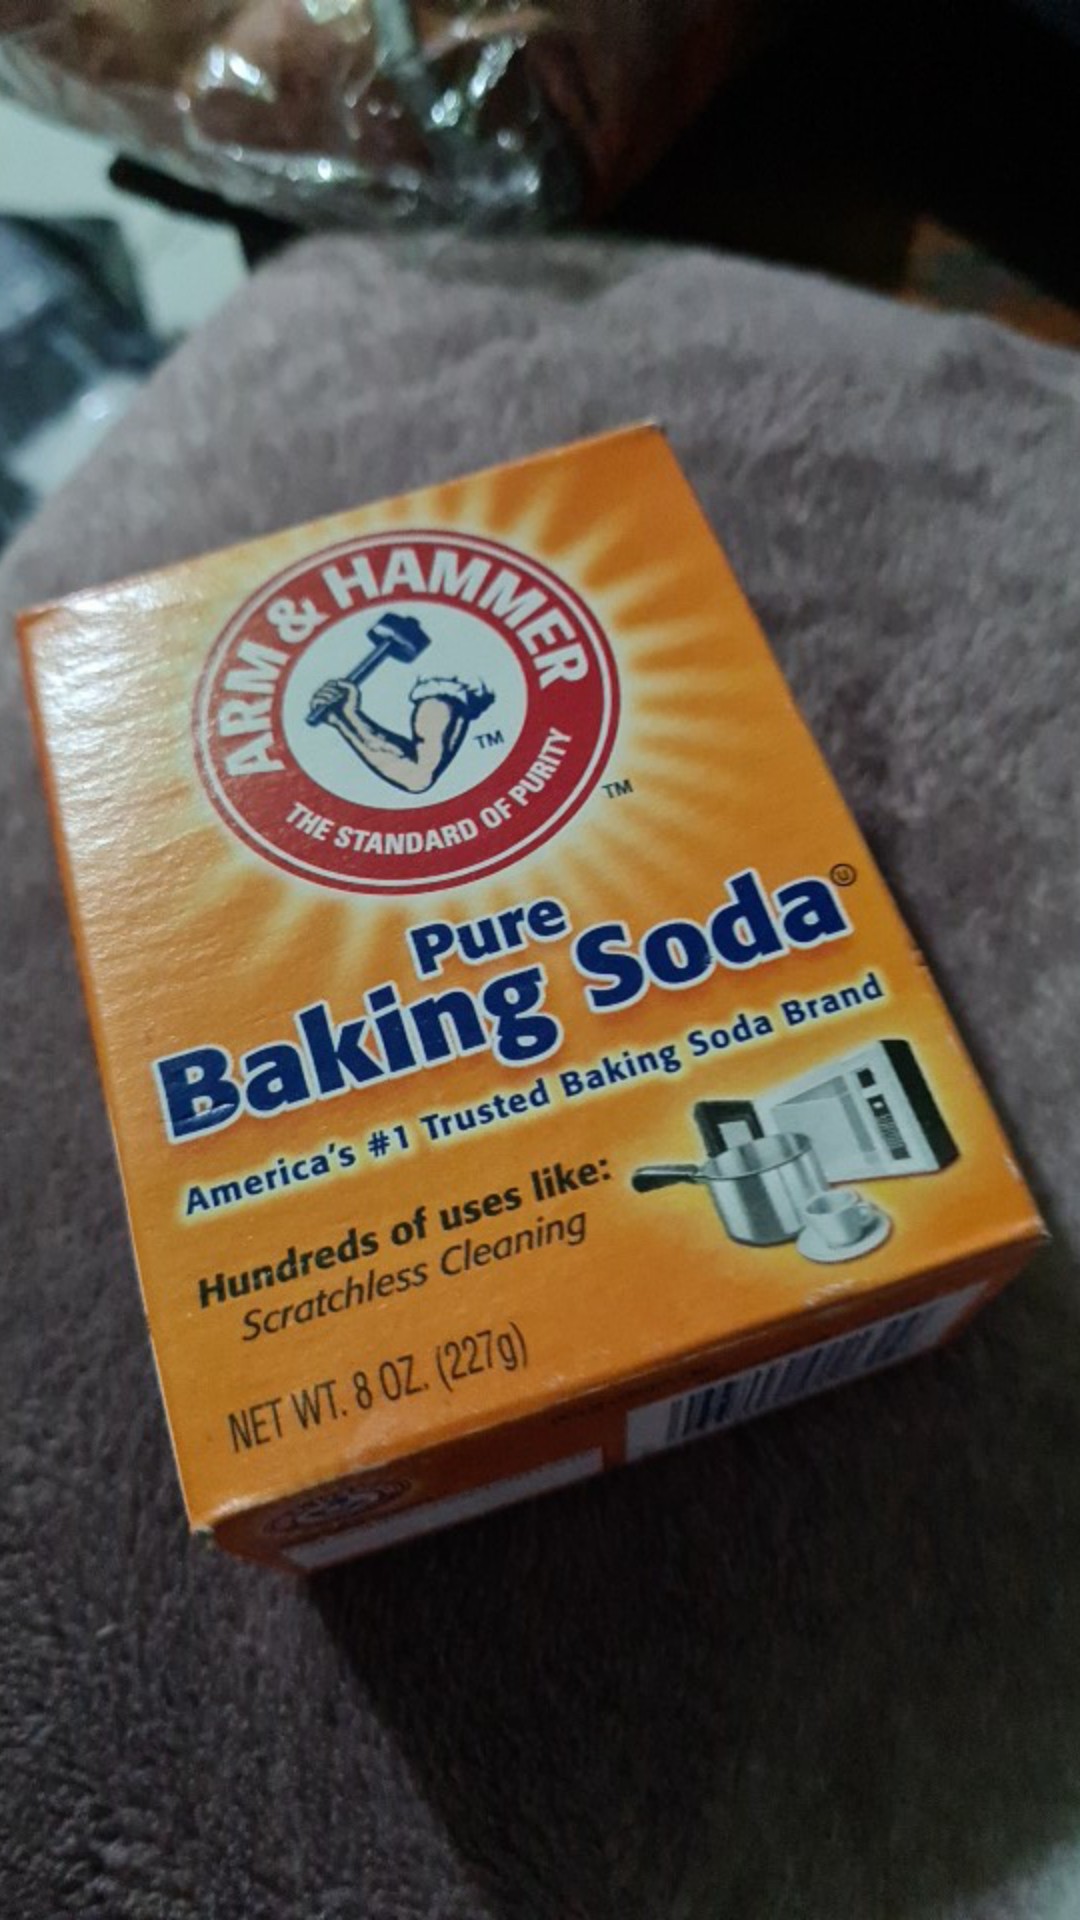 ARM & HAMMER
TM
THE STANDARD OF PURITY
TM
Pure
Baking Soda
U
America's #1 Trusted Baking Soda Brand
Hundreds of uses like:
Scratchless Cleaning
NET WT. 8 OZ. (227g)